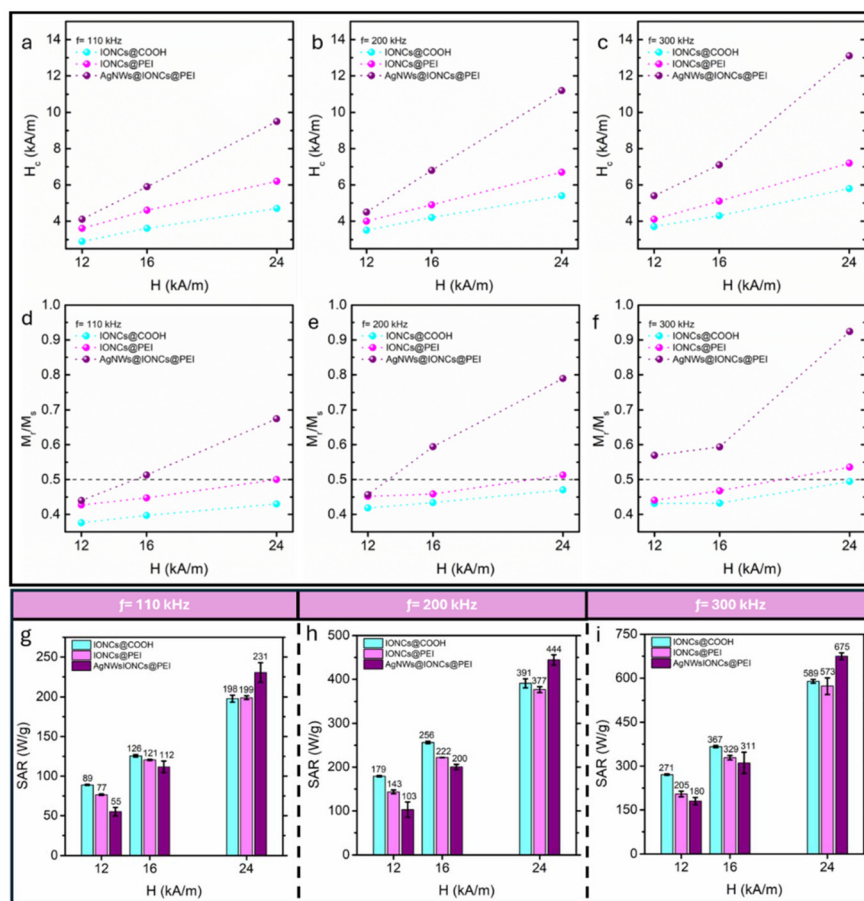 a
f= 110 kHz
IONCs@COOH
IONCs@PEI
AgNWs@IONCs@PEI
14
12
10
8
6
4
Hc (kA/m)
12 16 24
H (kA/m)
b
f= 200 kHz
IONCs@COOH
IONCs@PEI
AgNWs@IONCs@PEI
Hc (kA/m)
14
12
10
8
6
4
12 16 24
H (kA/m)
c
f= 300 kHz
IONCs@COOH
IONCs@PEI
AgNWs@IONCs@PEI
Hc (kA/m)
14
12
10
8
6
4
12 16 24
H (kA/m)
d
f= 110 kHz
IONCs@COOH
IONCs@PEI
AgNWs@IONCs@PEI
1.0
0.9
0.8
0.7
0.6
0.5
0.4
Mr/Ms
12 16 24
H (kA/m)
e
f= 200 kHz
IONCs@COOH
IONCs@PEI
AgNWs@IONCs@PEI
Mr/Ms
1.0
0.9
0.8
0.7
0.6
0.5
0.4
12 16 24
H (kA/m)
f
f= 300 kHz
IONCs@COOH
IONCs@PEI
AgNWs@IONCs@PEI
Mr/Ms
1.0
0.9
0.8
0.7
0.6
0.5
0.4
12 16 24
H (kA/m)
f= 110 kHz
g
IONCs@COOH
IONCs@PEI
AgNWsIONCs@PEI
250
200
150
100
50
0
SAR (W/g)
89 77 55
126 121 112
198 199 231
12 16 24
H (kA/m)
f= 200 kHz
h
IONCs@COOH
IONCs@PEI
AgNWsIONCs@PEI
500
400
300
200
100
0
SAR (W/g)
179 143 103
256 222 200
391 377 444
12 16 24
H (kA/m)
f= 300 kHz
i
IONCs@COOH
IONCs@PEI
AgNWsIONCs@PEI
750
600
450
300
150
0
SAR (W/g)
271 205 180
367 329 311
589 573 675
12 16 24
H (kA/m)